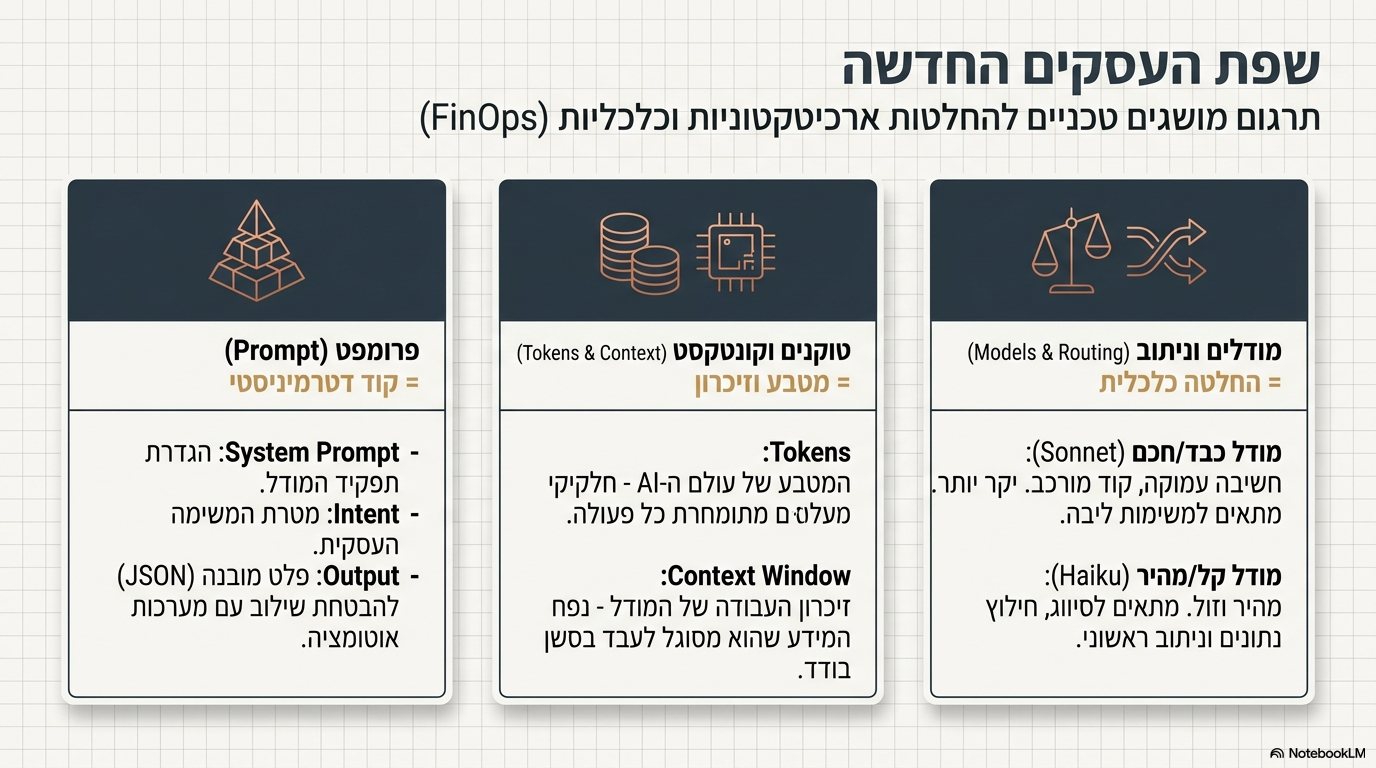 שפת העסקים החדשה
תרגום מושגים טכניים להחלטות ארכיטקטוניות וכלכליות (FinOps)
מודלים וניתוב (Models & Routing)
= החלטה כלכלית
מודל כבד/חכם (Sonnet):
חשיבה עמוקה, קוד מורכב. יקר יותר.
מתאים למשימות ליבה.
מודל קל/מהיר (Haiku):
מהיר וזול. מתאים לסיווג, חילוץ
נתונים וניתוב ראשוני.
טוקנים וקונטקסט (Tokens & Context)
= מטבע וזיכרון
Tokens:
המטבע של עולם ה-AI - חלקיקי
מתומחרת כל פעולה.
Context Window:
זיכרון העבודה של המודל - נפח
המידע שהוא מסוגל לעבד בסשן
בודד.
פרומפט (Prompt)
= קוד דטרמיניסטי
- System Prompt: הגדרת
תפקיד המודל.
- Intent: מטרת המשימה
העסקית.
- Output: פלט מובנה (JSON)
להבטחת שילוב עם מערכות
אוטומציה.
NotebookLM